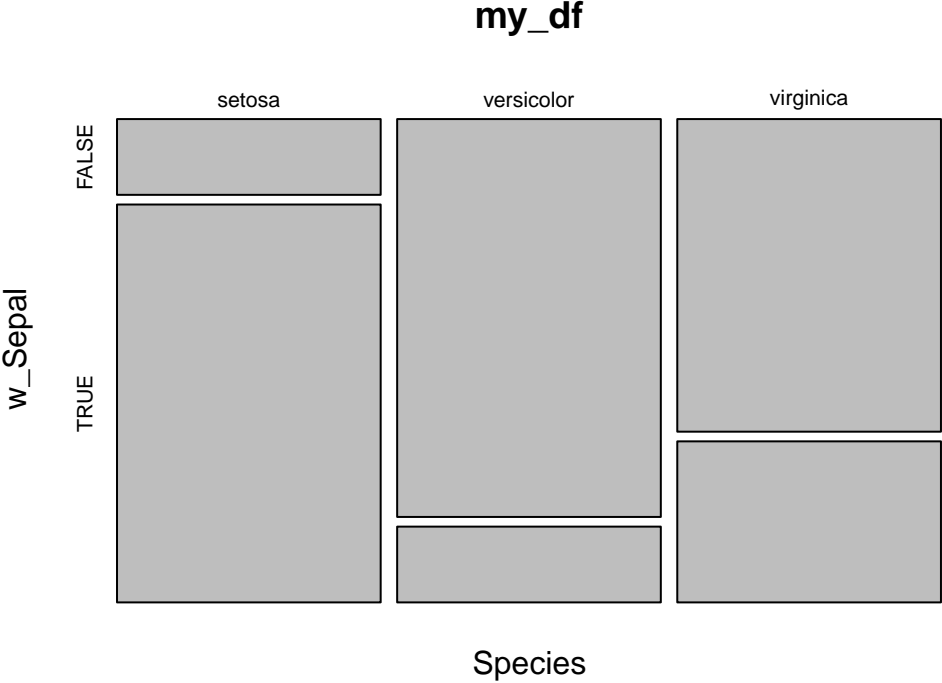 my_df
setosa versicolor virginica
FALSE
TRUE
w_Sepal
Species